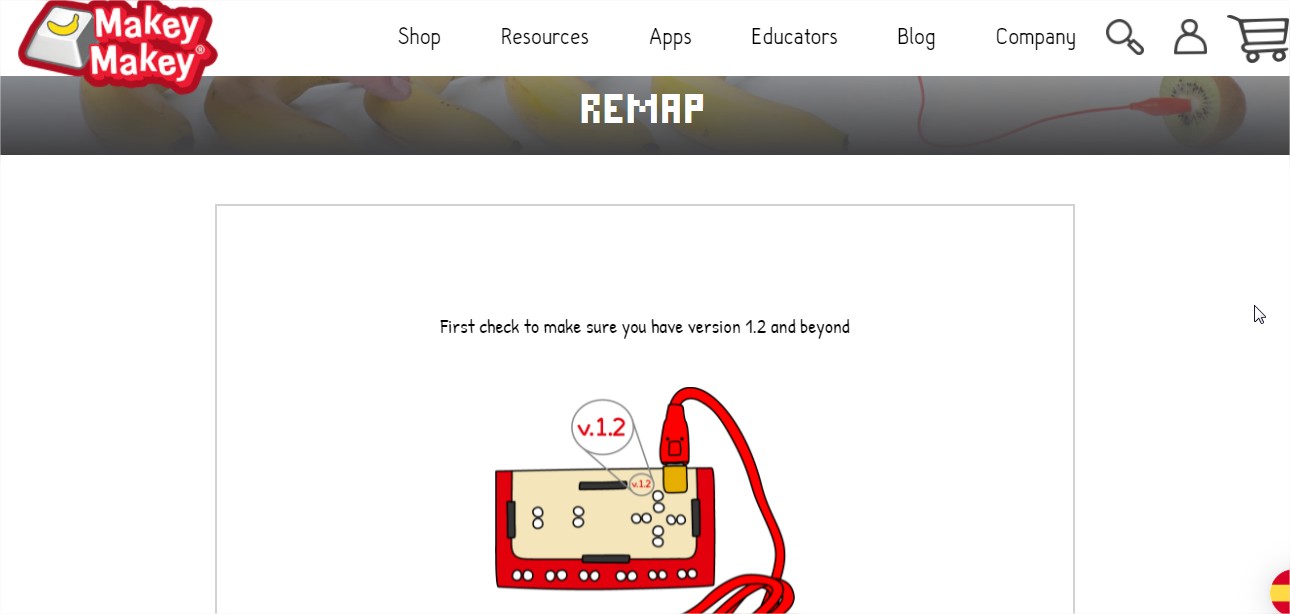 Makey
Makey®
Shop Resources Apps Educators Blog Company
REMAP
First check to make sure you have version 1.2 and beyond
v.1.2
v.1.2